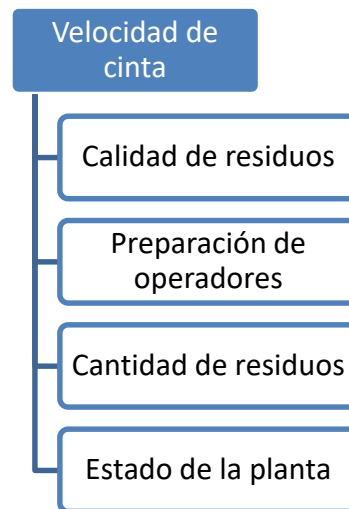 Velocidad de
cinta
Calidad de residuos
Preparación de
operadores
Cantidad de residuos
Estado de la planta